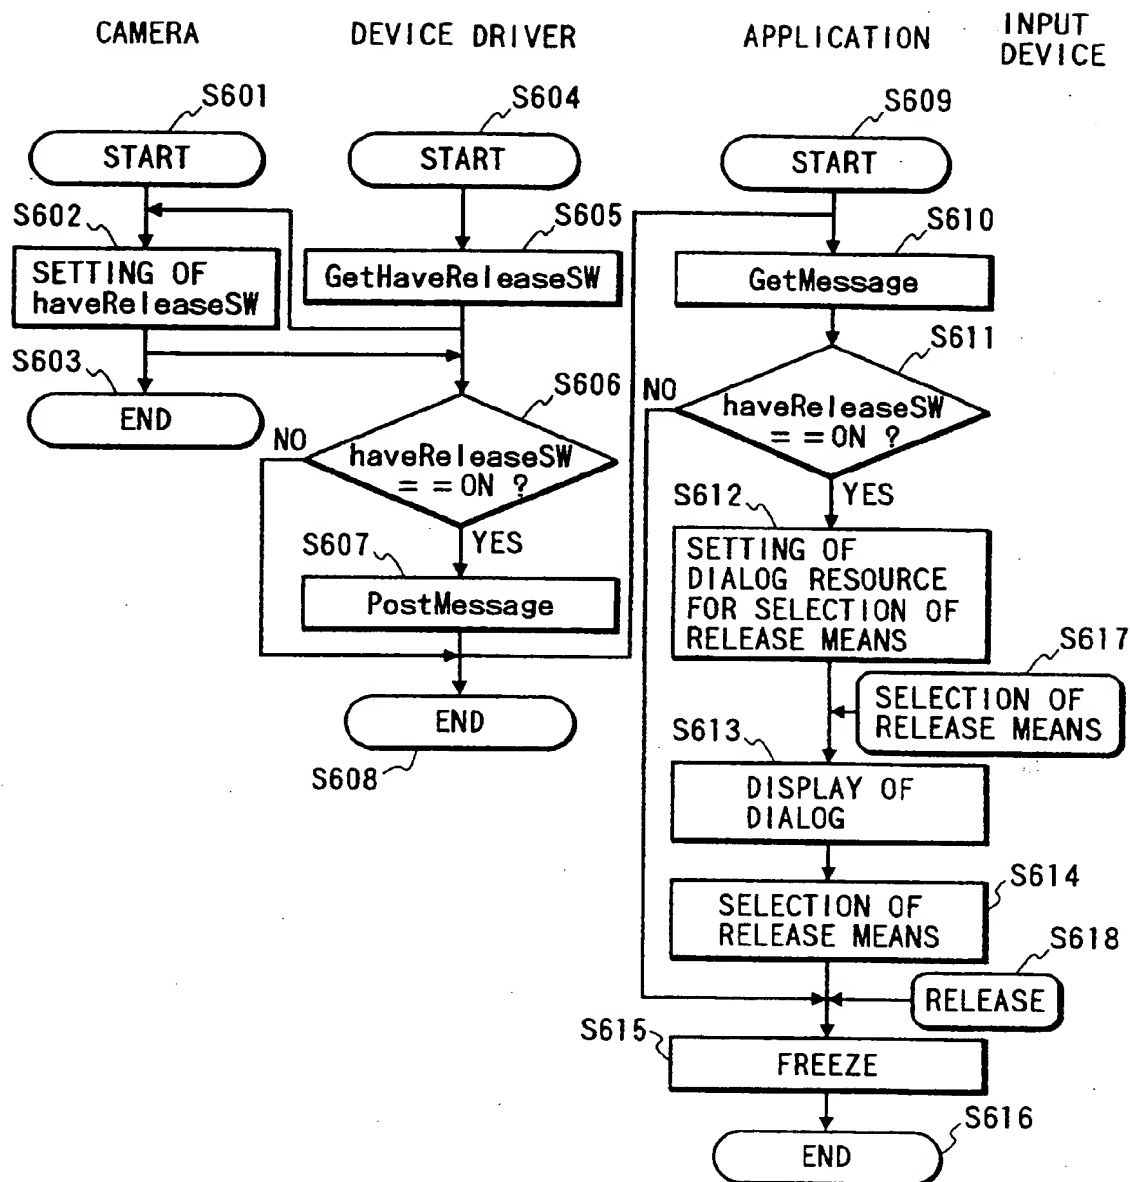 CAMERA
DEVICE DRIVER
APPLICATION
INPUT
DEVICE
S601
START
S602
SETTING OF
haveReleaseSW
S603
END
S604
START
S605
GetHaveReleaseSW
S606
NO
haveReleaseSW
==ON ?
YES
S607
PostMessage
END
S608
S609
START
S610
GetMessage
S611
NO
haveReleaseSW
==ON ?
YES
S612
SETTING OF
DIALOG RESOURCE
FOR SELECTION OF
RELEASE MEANS
S617
SELECTION OF
RELEASE MEANS
S613
DISPLAY OF
DIALOG
S614
SELECTION OF
RELEASE MEANS
S618
RELEASE
S615
FREEZE
S616
END